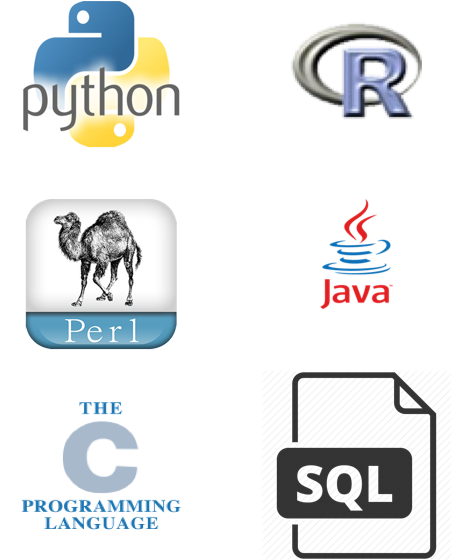 python
R
Perl
Java
THE
C
PROGRAMMING
LANGUAGE
SQL